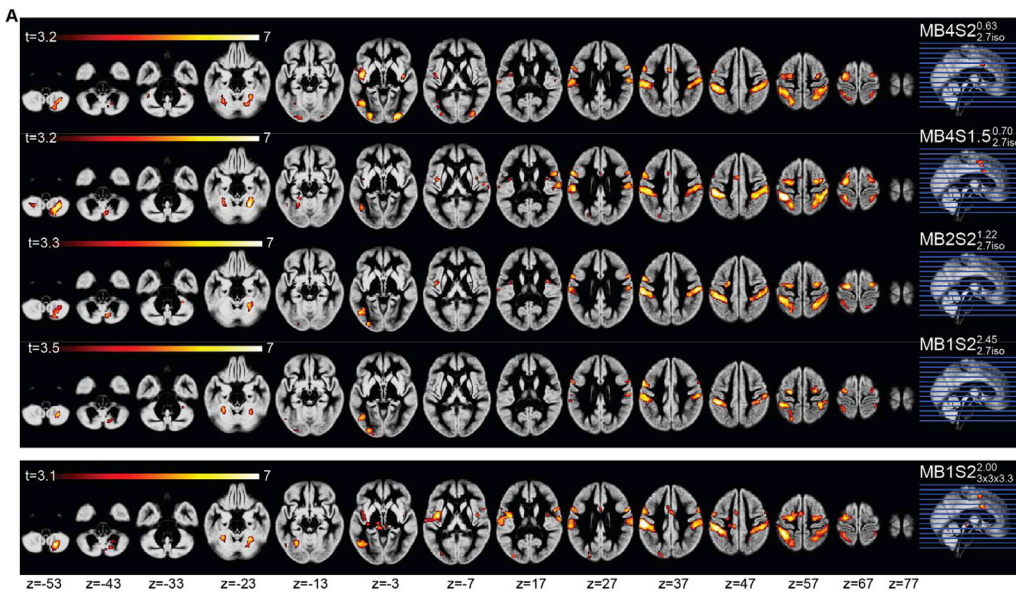 A
t=3.2 7 MB4S2 0.63 2.7iso
t=3.2 7 MB4S1.5 0.70 2.7iso
t=3.3 7 MB2S2 1.22 2.7iso
t=3.5 7 MB1S2 2.45 2.7iso
t=3.1 7 MB1S2 2.00 3x3x3.3
z=-53 z=-43 z=-33 z=-23 z=-13 z=-3 z=-7 z=17 z=27 z=37 z=47 z=57 z=67 z=77